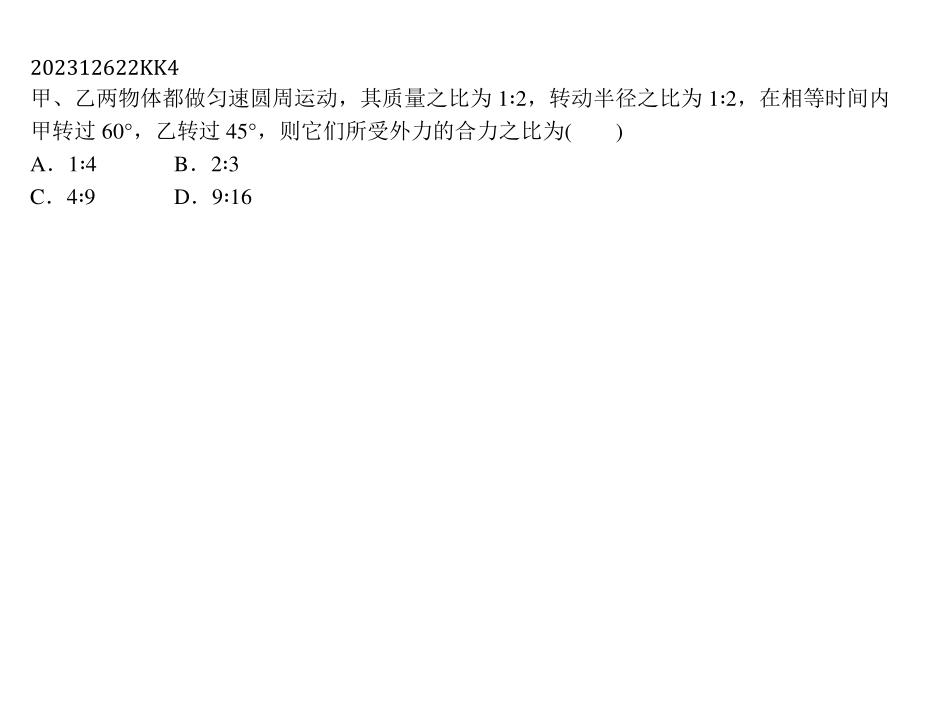 202312622KK4
甲、乙两物体都做匀速圆周运动，其质量之比为 1∶2，转动半径之比为 1∶2，在相等时间内
甲转过 60°，乙转过 45°，则它们所受外力的合力之比为(　　)
A．1∶4　　B．2∶3
C．4∶9　　D．9∶16